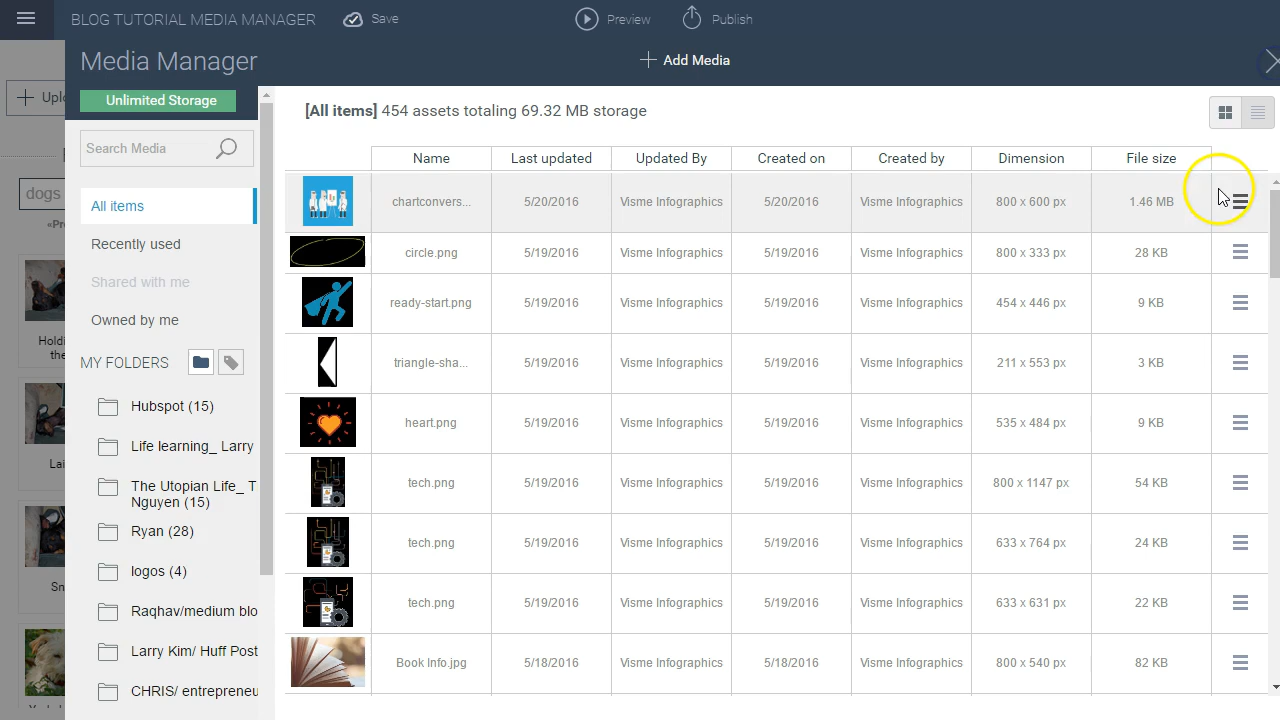 BLOG TUTORIAL MEDIA MANAGER
Save
Preview
Publish
Media Manager
Add Media
Unlimited Storage
Search Media
All items
Recently used
Shared with me
Owned by me
MY FOLDERS
Hubspot (15)
Life learning_ Larry
The Utopian Life_ T
Nguyen (15)
Ryan (28)
logos (4)
Raghav/medium blo
Larry Kim/ Huff Post
CHRIS/ entrepreneu
Uplo
dogs
«Pr
Holdi
the
Lai
Sn
[All items] 454 assets totaling 69.32 MB storage
Name Last updated Updated By Created on Created by Dimension File size
chartconvers... 5/20/2016 Visme Infographics 5/20/2016 Visme Infographics 800 x 600 px 1.46 MB
circle.png 5/19/2016 Visme Infographics 5/19/2016 Visme Infographics 800 x 333 px 28 KB
ready-start.png 5/19/2016 Visme Infographics 5/19/2016 Visme Infographics 454 x 446 px 9 KB
triangle-sha... 5/19/2016 Visme Infographics 5/19/2016 Visme Infographics 211 x 553 px 3 KB
heart.png 5/19/2016 Visme Infographics 5/19/2016 Visme Infographics 535 x 484 px 9 KB
tech.png 5/19/2016 Visme Infographics 5/19/2016 Visme Infographics 800 x 1147 px 54 KB
tech.png 5/19/2016 Visme Infographics 5/19/2016 Visme Infographics 633 x 764 px 24 KB
tech.png 5/19/2016 Visme Infographics 5/19/2016 Visme Infographics 633 x 631 px 22 KB
Book Info.jpg 5/18/2016 Visme Infographics 5/18/2016 Visme Infographics 800 x 540 px 82 KB